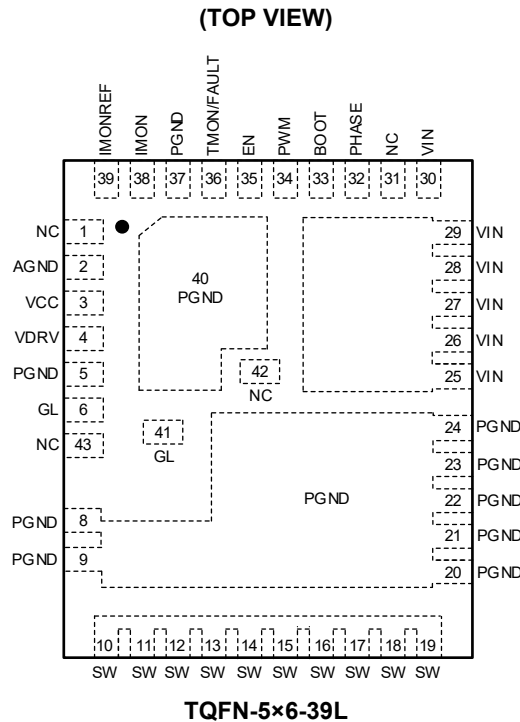 (TOP VIEW)
IMONREF
IMON
PGND
TMON/FAULT
EN
PWM
BOOT
PHASE
NC
VIN
39 38 37 36 35 34 33 32 31 30
NC 1
29 VIN
AGND 2
28 VIN
VCC 3
40
PGND
27 VIN
VDRV 4
26 VIN
PGND 5
42
NC
25 VIN
GL 6
41
GL
24 PGND
NC 43
23 PGND
PGND
22 PGND
PGND 8
21 PGND
PGND 9
20 PGND
10 11 12 13 14 15 16 17 18 19
SW SW SW SW SW SW SW SW SW SW
TQFN-5×6-39L